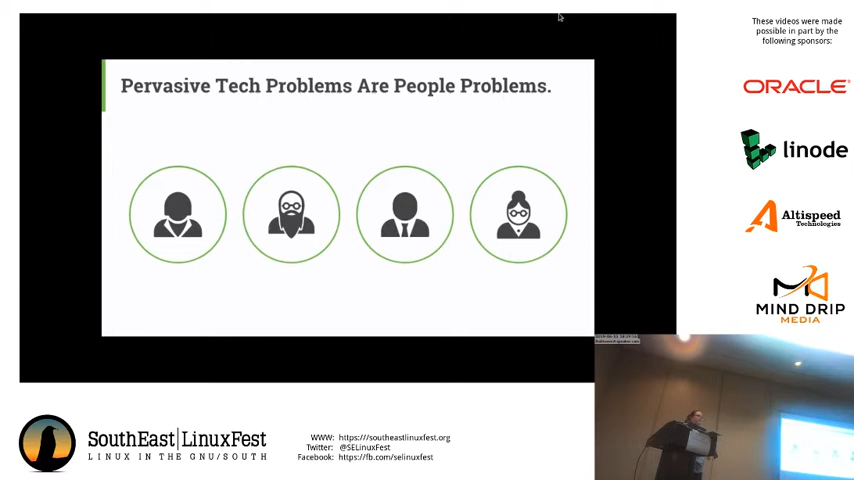 Pervasive Tech Problems Are People Problems.
These videos were made
possible in part by the
following sponsors:
ORACLE
linode
Altispeed
Technologies
MIND DRIP
MEDIA
SouthEast|LinuxFest
LINUX IN THE GNU/SOUTH
WWW: https:///southeastlinuxfest.org
Twitter: @SELinuxFest
Facebook: https://fb.com/selinuxfest